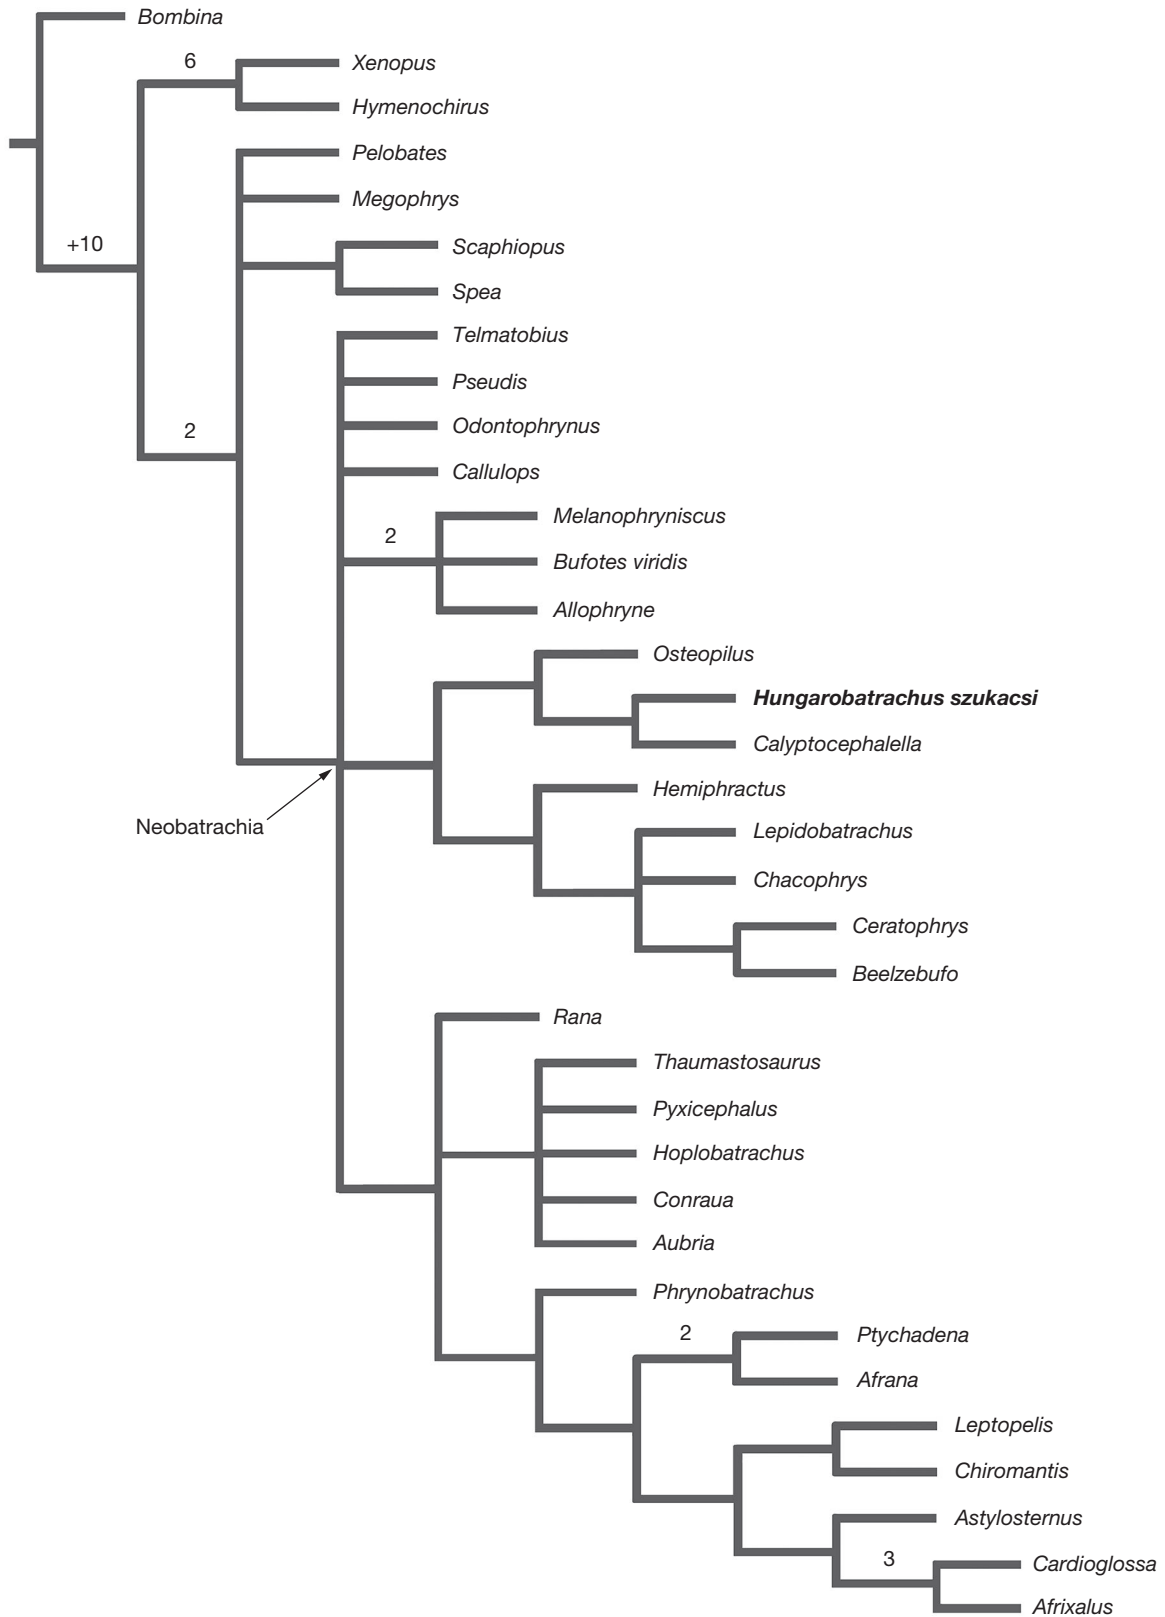 Bombina
6
Xenopus
Hymenochirus
Pelobates
Megophrys
+10
Scaphiopus
Spea
Telmatobius
Pseudis
2
Odontophrynus
Callulops
Melanophryniscus
2
Bufotes viridis
Allophryne
Osteopilus
Hungarobatrachus szukacsi
Calyptocephalella
Hemiphractus
Neobatrachia
Lepidobatrachus
Chacophrys
Ceratophrys
Beelzebufo
Rana
Thaumastosaurus
Pyxicephalus
Hoplobatrachus
Conraua
Aubria
Phrynobatrachus
2
Ptychadena
Afrana
Leptopelis
Chiromantis
Astylosternus
3
Cardioglossa
Afrixalus